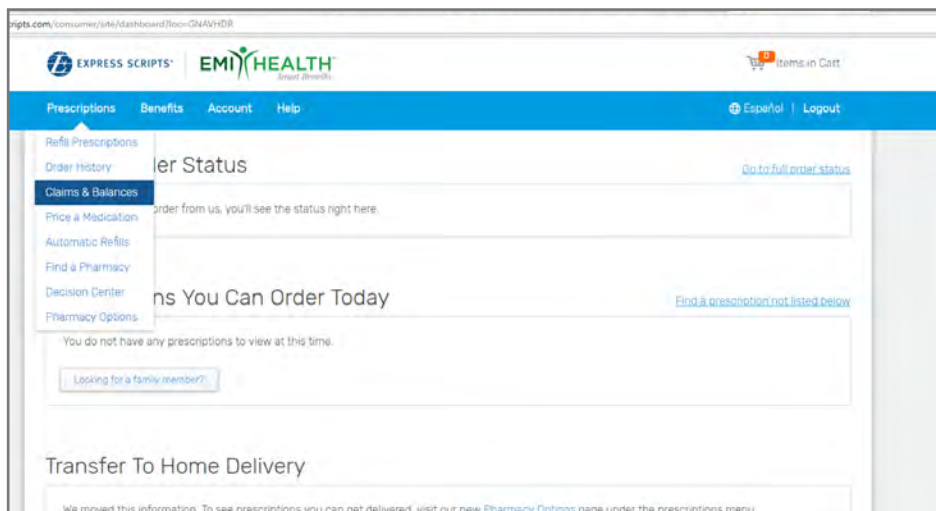 ripts.com/consumer/site/dashboard?loc=GNAVHDR
EXPRESS SCRIPTS® EMI HEALTH Smart Benefits 0 Items in Cart
Prescriptions Benefits Account Help Español | Logout
Refill Prescriptions
Order History
Claims & Balances
Price a Medication
Automatic Refills
Find a Pharmacy
Decision Center
Pharmacy Options
er Status Go to full order status
order from us, you'll see the status right here.
ns You Can Order Today Find a prescription not listed below
You do not have any prescriptions to view at this time.
Looking for a family member?
Transfer To Home Delivery
We moved this information. To see prescriptions you can get delivered, visit our new Pharmacy Options page under the prescriptions menu.